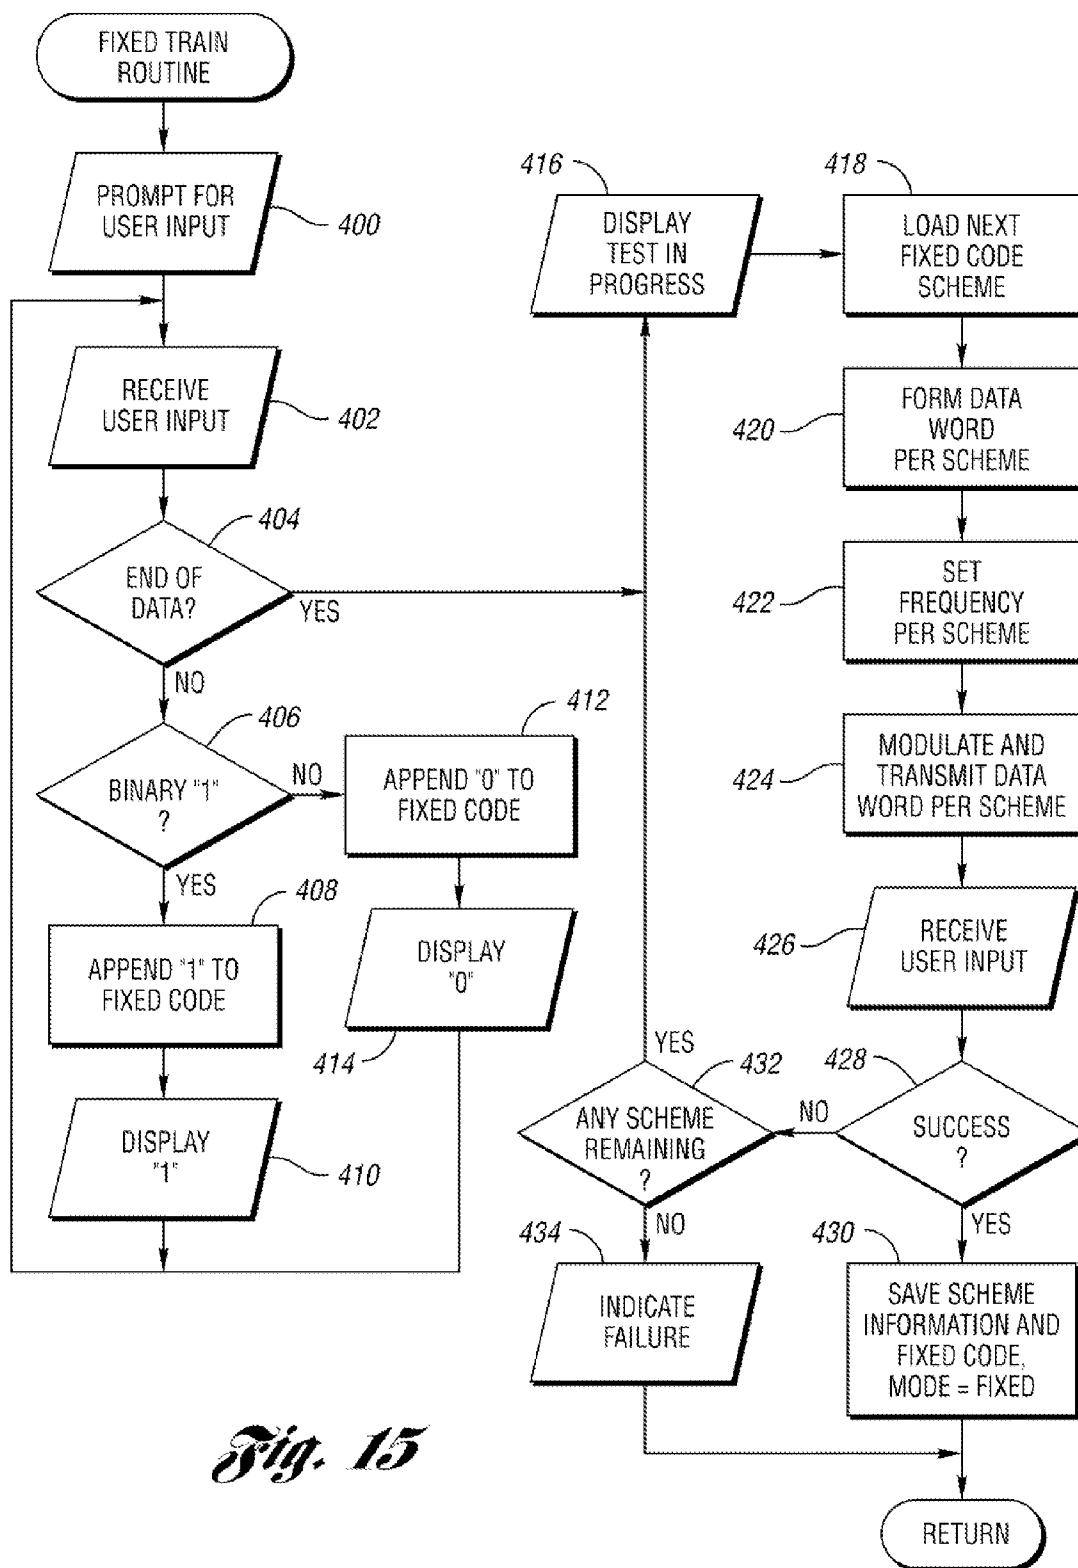 FIXED TRAIN
ROUTINE
PROMPT FOR
USER INPUT
400
RECEIVE
USER INPUT
402
404
END OF
DATA?
YES
NO
406
BINARY "1"
?
NO
YES
412
APPEND "0" TO
FIXED CODE
408
APPEND "1" TO
FIXED CODE
DISPLAY
"0"
414
DISPLAY
"1"
410
416
DISPLAY
TEST IN
PROGRESS
418
LOAD NEXT
FIXED CODE
SCHEME
420
FORM DATA
WORD
PER SCHEME
422
SET
FREQUENCY
PER SCHEME
424
MODULATE AND
TRANSMIT DATA
WORD PER SCHEME
426
RECEIVE
USER INPUT
428
SUCCESS
?
NO
YES
432
ANY SCHEME
REMAINING
?
YES
NO
434
INDICATE
FAILURE
430
SAVE SCHEME
INFORMATION AND
FIXED CODE,
MODE = FIXED
RETURN
Fig. 15